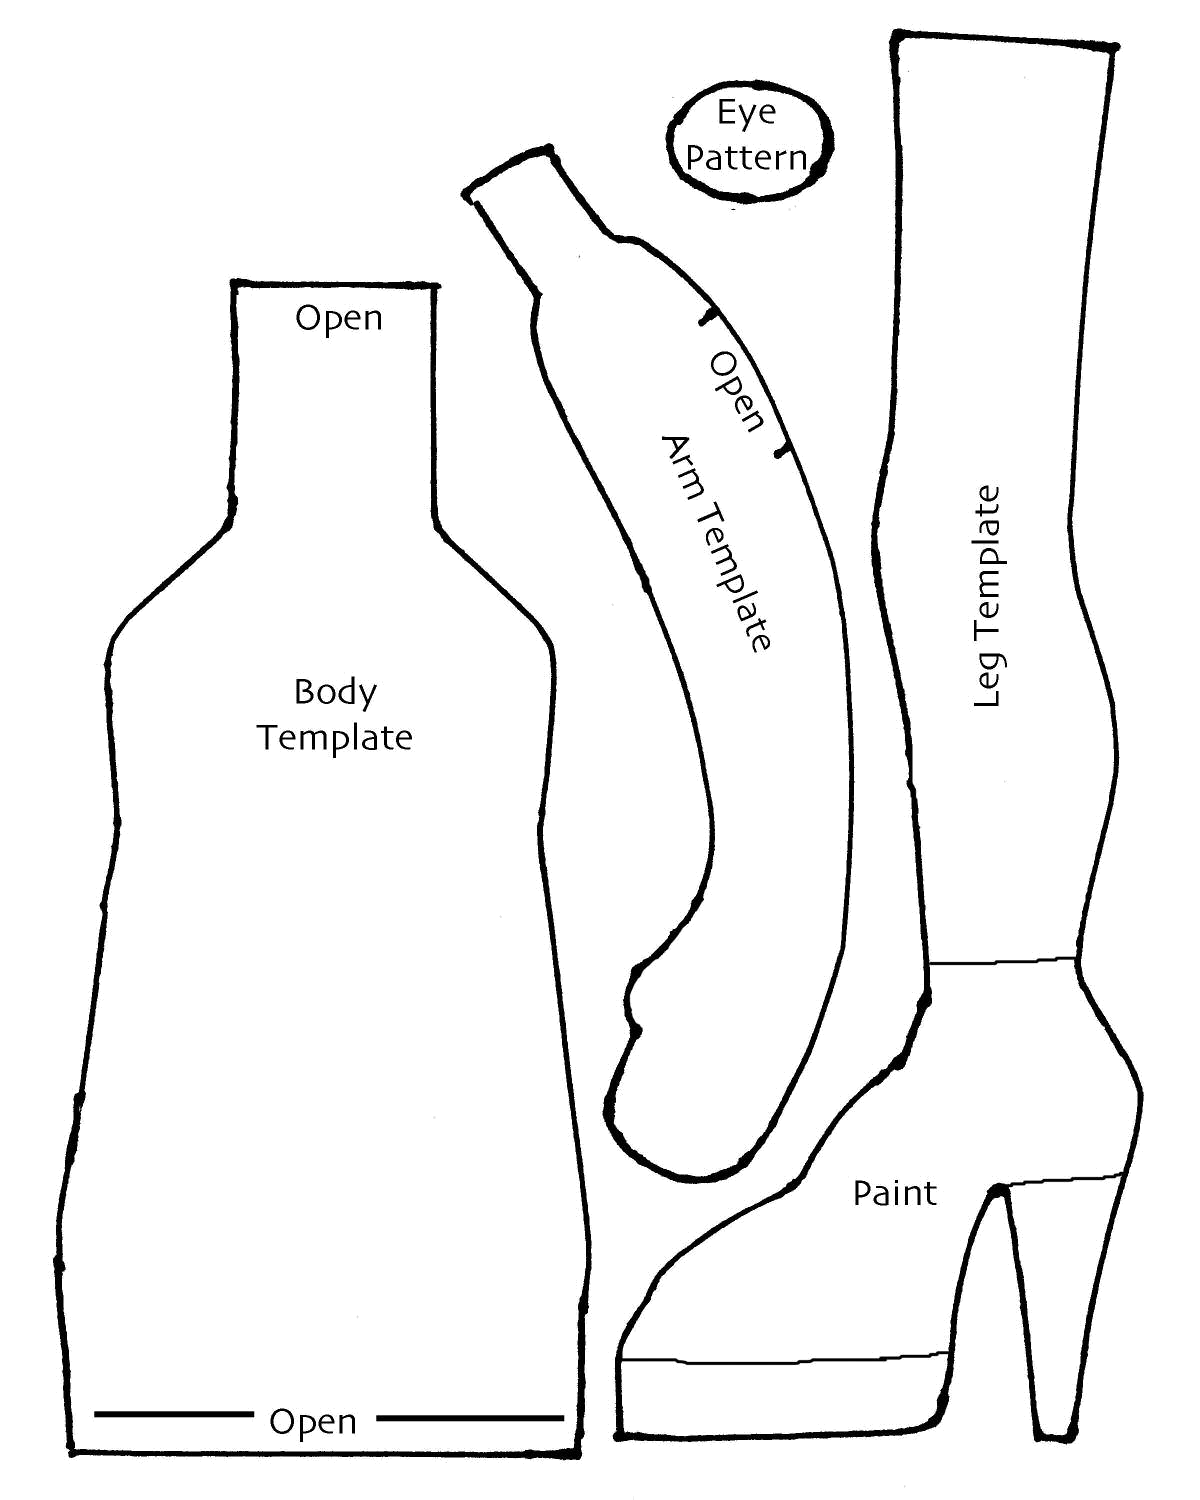 Eye
Pattern
Open
Open
Arm Template
Leg Template
Body
Template
Paint
Open